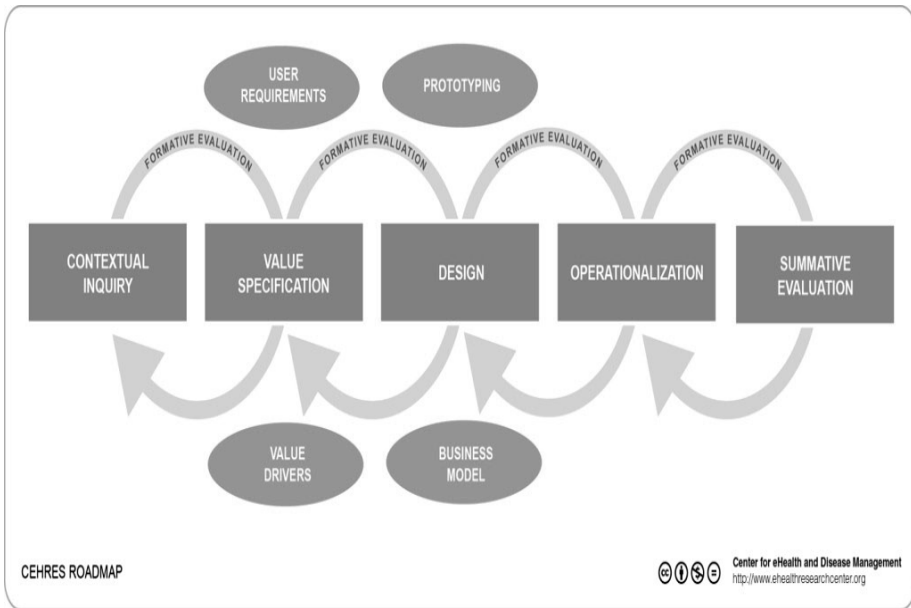 USER
REQUIREMENTS
PROTOTYPING
FORMATIVE EVALUATION
FORMATIVE EVALUATION
FORMATIVE EVALUATION
FORMATIVE EVALUATION
CONTEXTUAL
INQUIRY
VALUE
SPECIFICATION
DESIGN
OPERATIONALIZATION
SUMMATIVE
EVALUATION
VALUE
DRIVERS
BUSINESS
MODEL
CEHRES ROADMAP
cc
Center for eHealth and Disease Management
http://www.ehealthresearchcenter.org